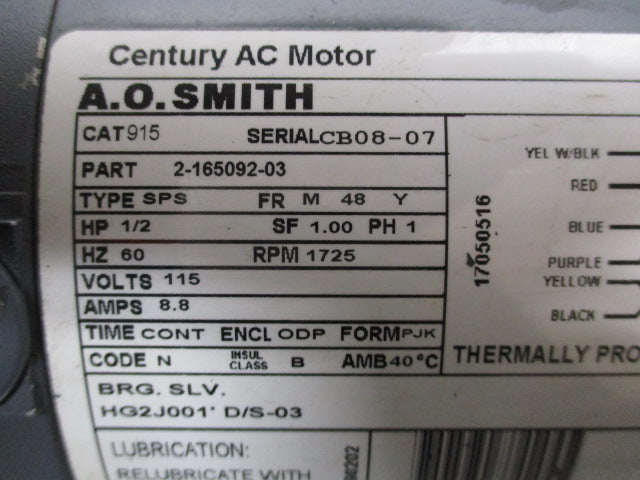 Century AC Motor
A.O. SMITH
CAT 915 SERIAL CB08-07
PART 2-165092-03
TYPE SPS FR M 48 Y
HP 1/2 SF 1.00 PH 1
HZ 60 RPM 1725
VOLTS 115
AMPS 8.8
TIME CONT ENCL ODP FORM PJK
CODE N INSUL CLASS B AMB 40°C
BRG. SLV.
HG2J001' D/S-03
LUBRICATION:
RELUBRICATE WITH
17050516
YEL W/BLK
RED
BLUE
PURPLE
YELLOW
BLACK
THERMALLY PRO